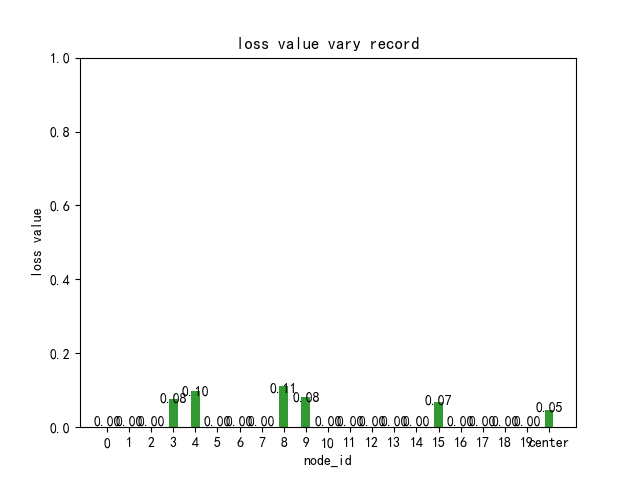 loss value vary record
1.0
0.8
0.6
0.4
0.2
0.0
loss value
0.00 0.00 0.00 0.08 0.10 0.00 0.00 0.00 0.11 0.08 0.00 0.00 0.00 0.00 0.00 0.07 0.00 0.00 0.00 0.00 0.05
0 1 2 3 4 5 6 7 8 9 10 11 12 13 14 15 16 17 18 19 center
node_id